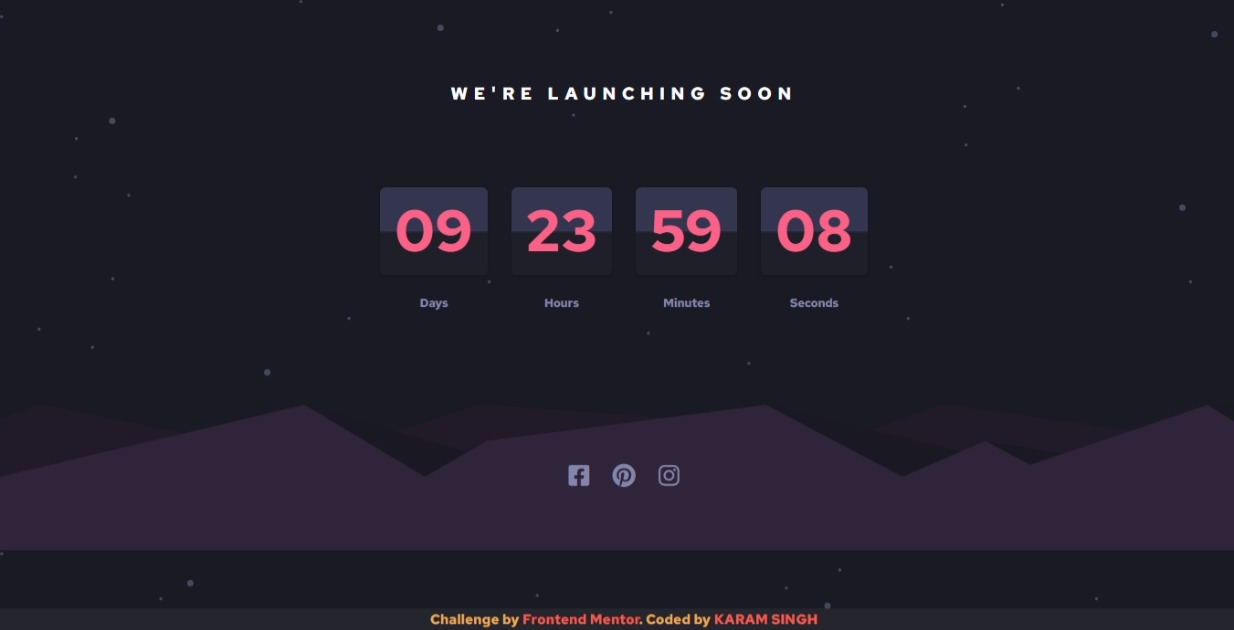 WE'RE LAUNCHING SOON
09 23 59 08
Days Hours Minutes Seconds
Challenge by Frontend Mentor. Coded by KARAM SINGH